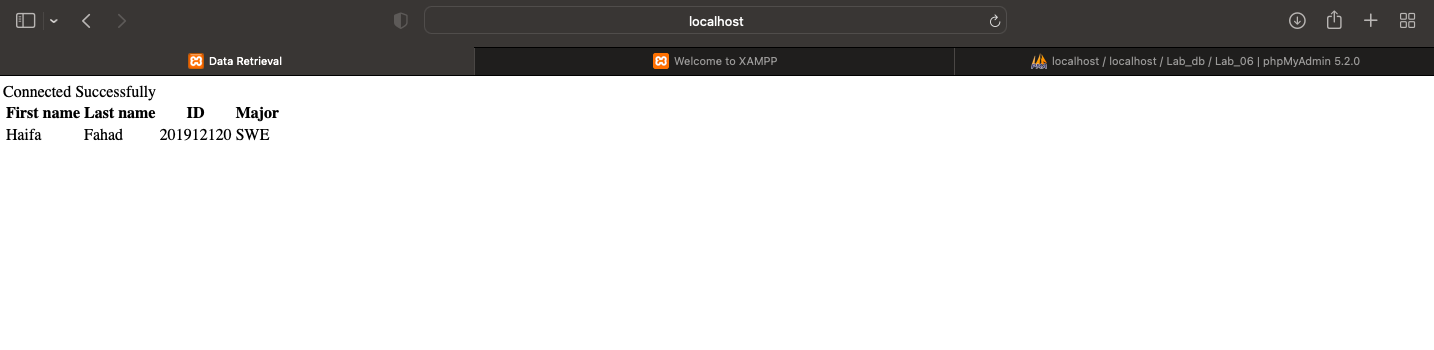 localhost
Data Retrieval
Welcome to XAMPP
localhost / localhost / Lab_db / Lab_06 | phpMyAdmin 5.2.0
Connected Successfully
First name Last name ID Major
Haifa Fahad 201912120 SWE